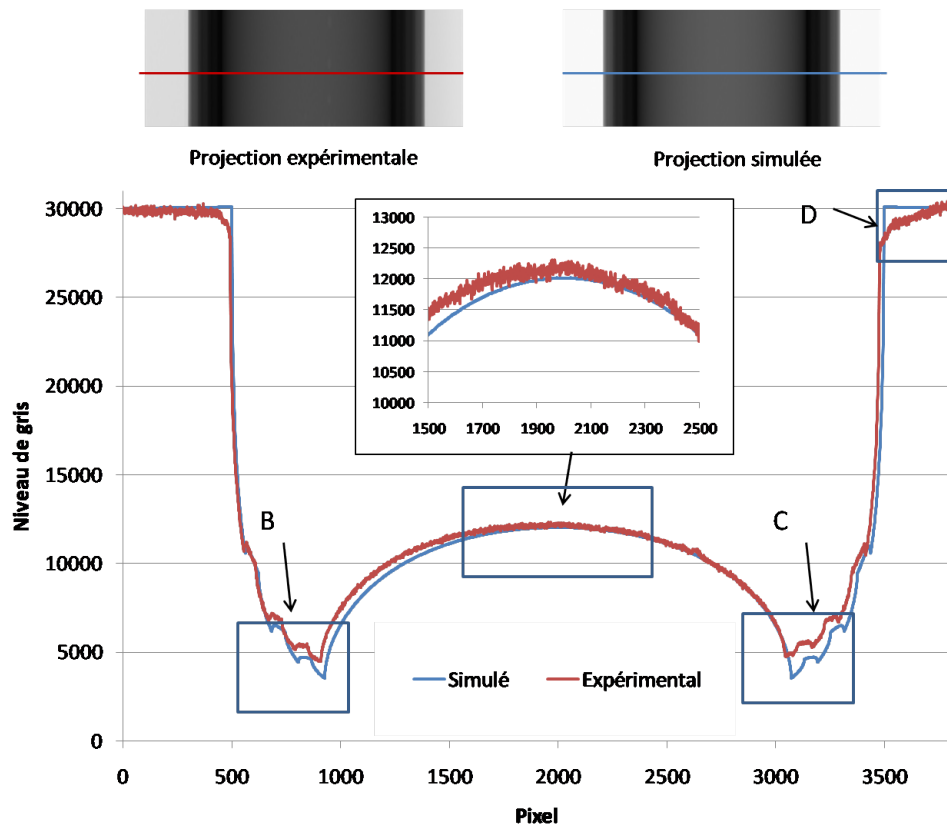 Projection expérimentale
Projection simulée
Niveau de gris
30000
25000
20000
15000
10000
5000
0
0 500 1000 1500 2000 2500 3000 3500
Pixel
13000
12500
12000
11500
11000
10500
10000
1500 1700 1900 2100 2300 2500
B
C
D
Simulé
Expérimental